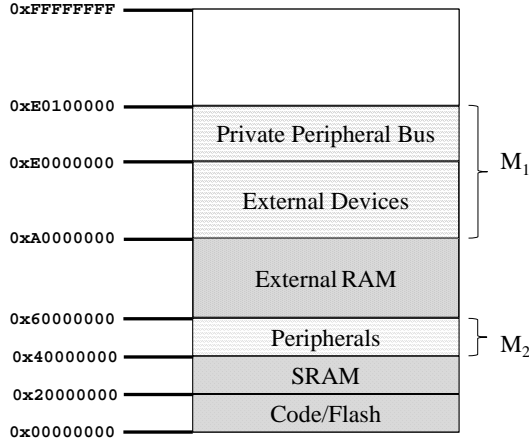 0xFFFFFFFF
0xE0100000
Private Peripheral Bus
0xE0000000
M1
External Devices
0xA0000000
External RAM
0x60000000
Peripherals
M2
0x40000000
SRAM
0x20000000
Code/Flash
0x00000000